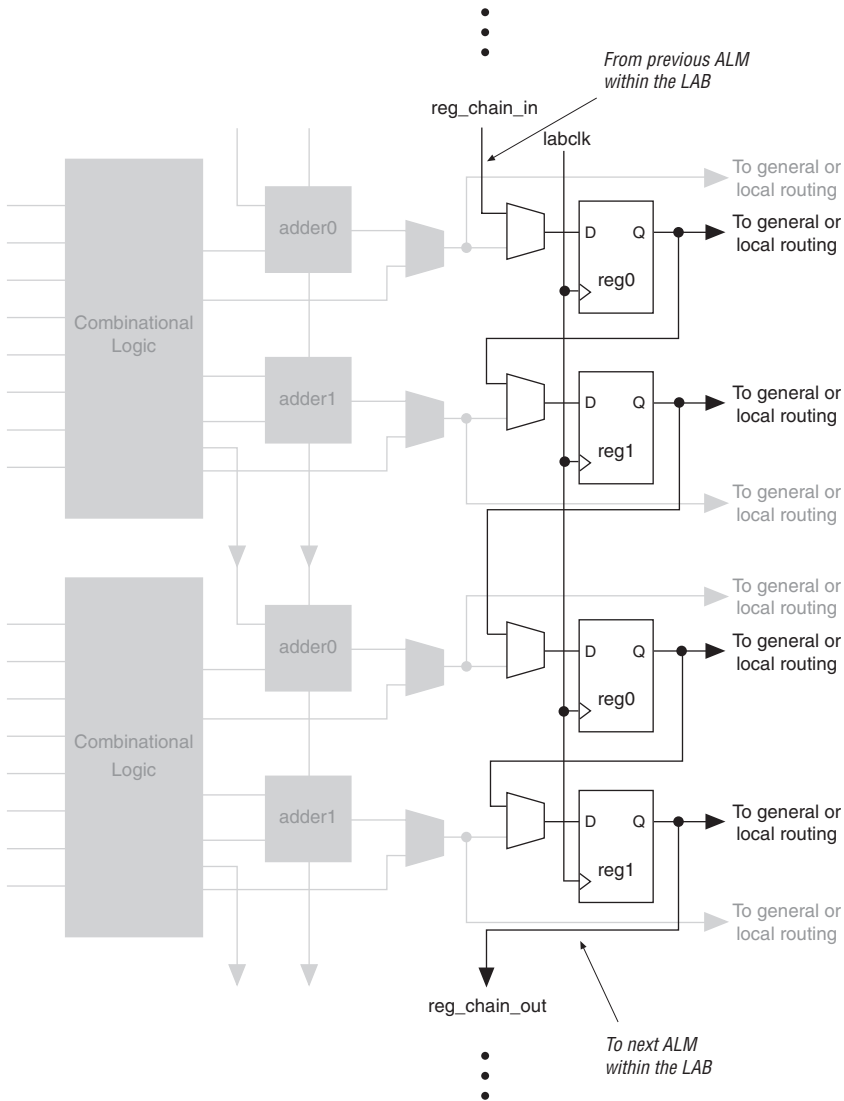 From previous ALM
within the LAB
reg_chain_in
labclk
To general or
local routing
adder0
D Q
To general or
local routing
reg0
Combinational
Logic
adder1
D Q
To general or
local routing
reg1
To general or
local routing
To general or
local routing
adder0
D Q
To general or
local routing
reg0
Combinational
Logic
adder1
D Q
To general or
local routing
reg1
To general or
local routing
reg_chain_out
To next ALM
within the LAB